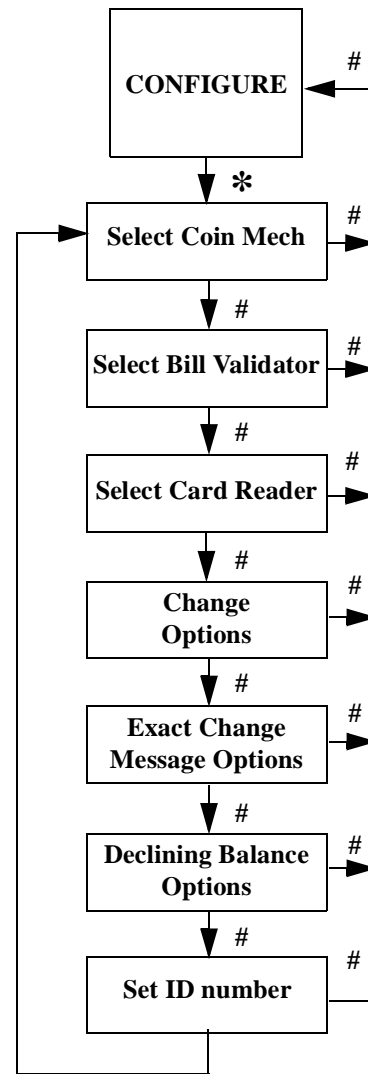 #
CONFIGURE
*
#
Select Coin Mech
#
#
Select Bill Validator
#
#
Select Card Reader
#
#
Change
Options
#
#
Exact Change
Message Options
#
#
Declining Balance
Options
#
#
Set ID number